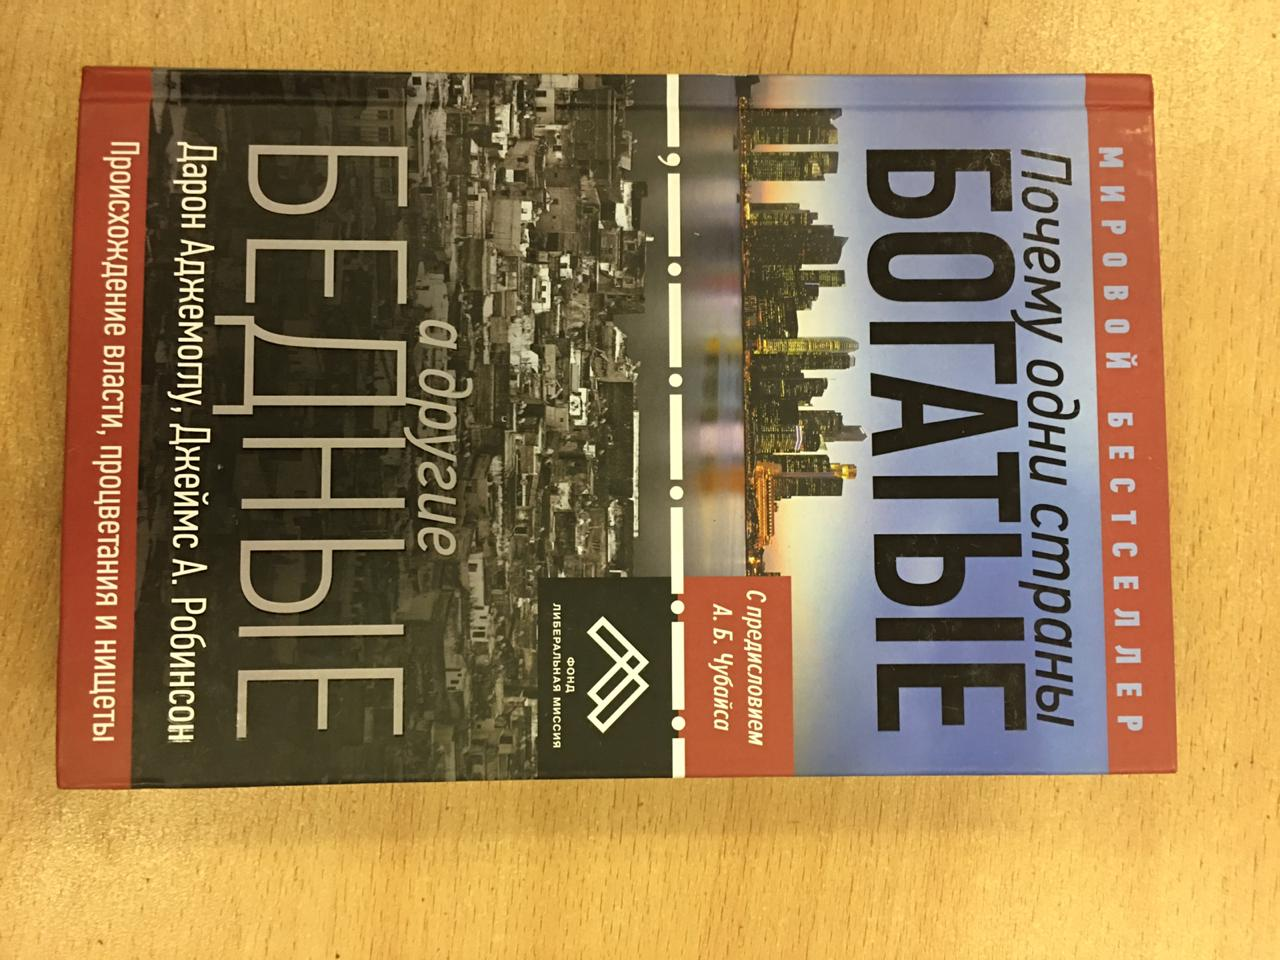 МИРОВОЙ БЕСТСЕЛЛЕР
Почему одни страны
БОГАТЫЕ
С предисловием
А. Б. Чубайса
,
ФОНД
ЛИБЕРАЛЬНАЯ МИССИЯ
а другие
БЕДНЫЕ
Дарон Аджемоглу, Джеймс А. Робинсон
Происхождение власти, процветания и нищеты